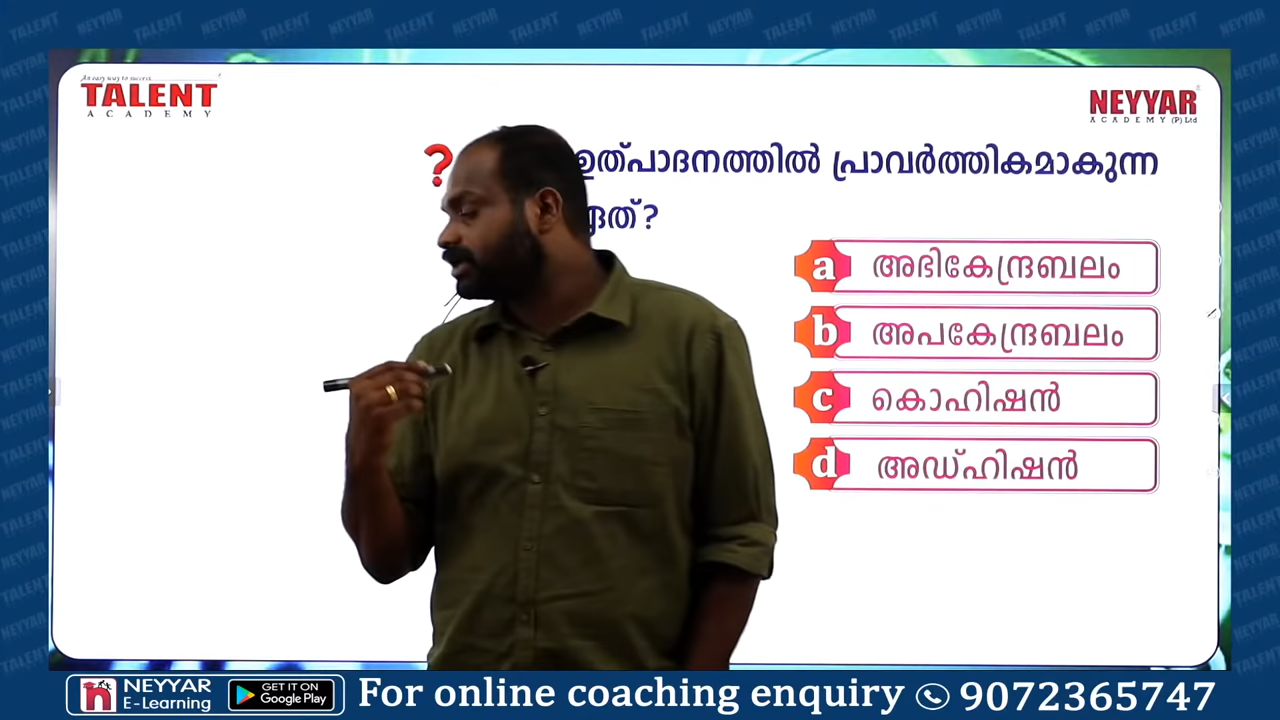 An easy way to success
TALENT
ACADEMY
NEYYAR
ACADEMY (P) Ltd
? ഉത്പാദനത്തിൽ പ്രാവർത്തികമാകുന്ന
ഏത് ?
a അഭികേന്ദ്രബലം
b അപകേന്ദ്രബലം
c കൊഹിഷൻ
d അഡ്ഹിഷൻ
n NEYYAR
E-Learning
GET IT ON
Google Play
For online coaching enquiry 9072365747